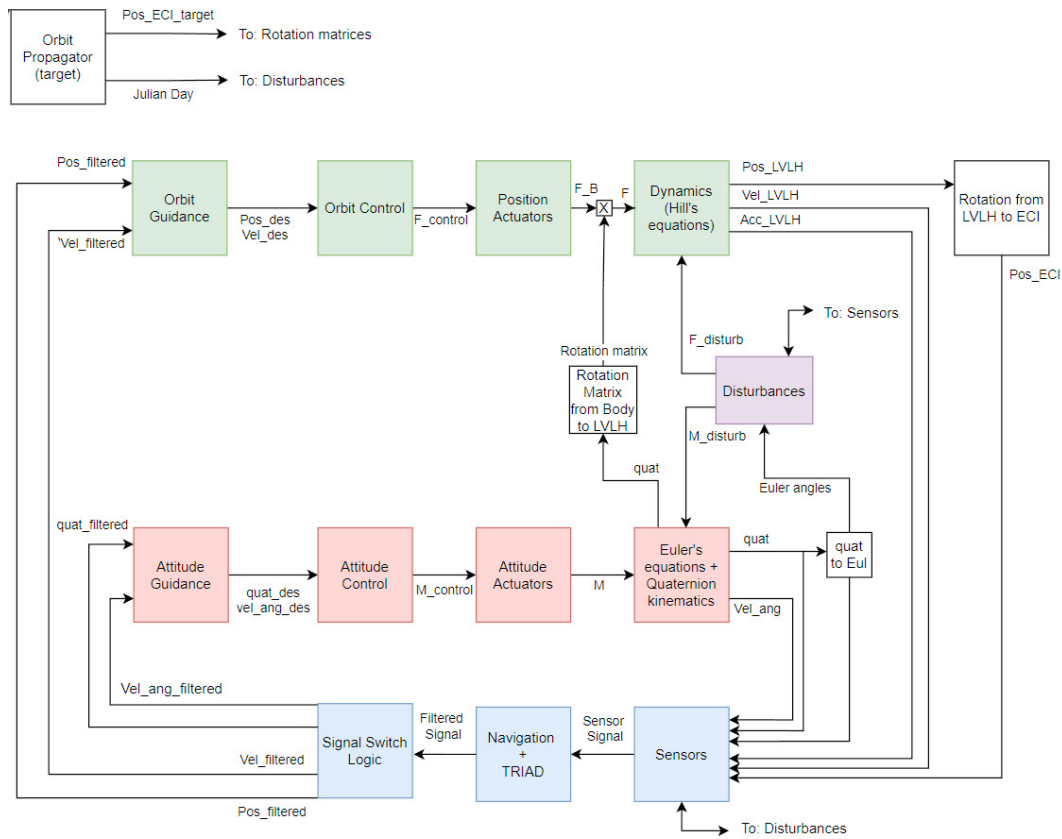 Pos_ECI_target
Orbit
Propagator
(target)
To: Rotation matrices
To: Disturbances
Julian Day
Pos_filtered
Orbit
Guidance
'Vel_filtered
Pos_des
Vel_des
Orbit Control
F_control
Position
Actuators
F_B
X
F
Dynamics
(Hill's
equations)
Pos_LVLH
Vel_LVLH
Acc_LVLH
Rotation from
LVLH to ECI
Pos_ECI
To: Sensors
F_disturb
Rotation matrix
Rotation
Matrix
from Body
to LVLH
Disturbances
M_disturb
quat
Euler angles
quat_filtered
Attitude
Guidance
quat_des
vel_ang_des
Attitude
Control
M_control
Attitude
Actuators
M
Euler's
equations +
Quaternion
kinematics
quat
Vel_ang
quat
to Eul
Vel_ang_filtered
Vel_filtered
Pos_filtered
Signal Switch
Logic
Filtered
Signal
Navigation
+
TRIAD
Sensor
Signal
Sensors
To: Disturbances